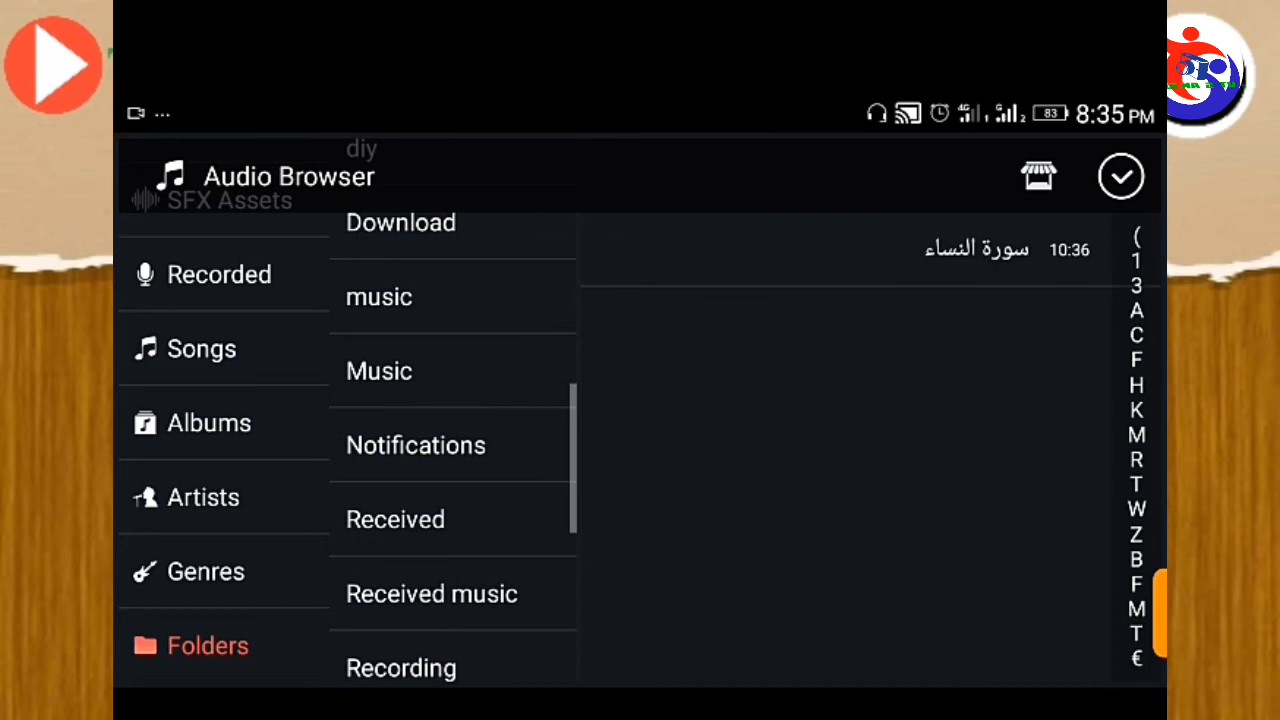 ... 83 8:35 PM
diy
Audio Browser
SFX Assets
Download
سورة النساء 10:36
Recorded
music
Songs
Music
Albums
Notifications
Artists
Received
Genres
Received music
Folders
Recording
(
1
3
A
C
F
H
K
M
R
T
W
Z
B
F
M
T
€